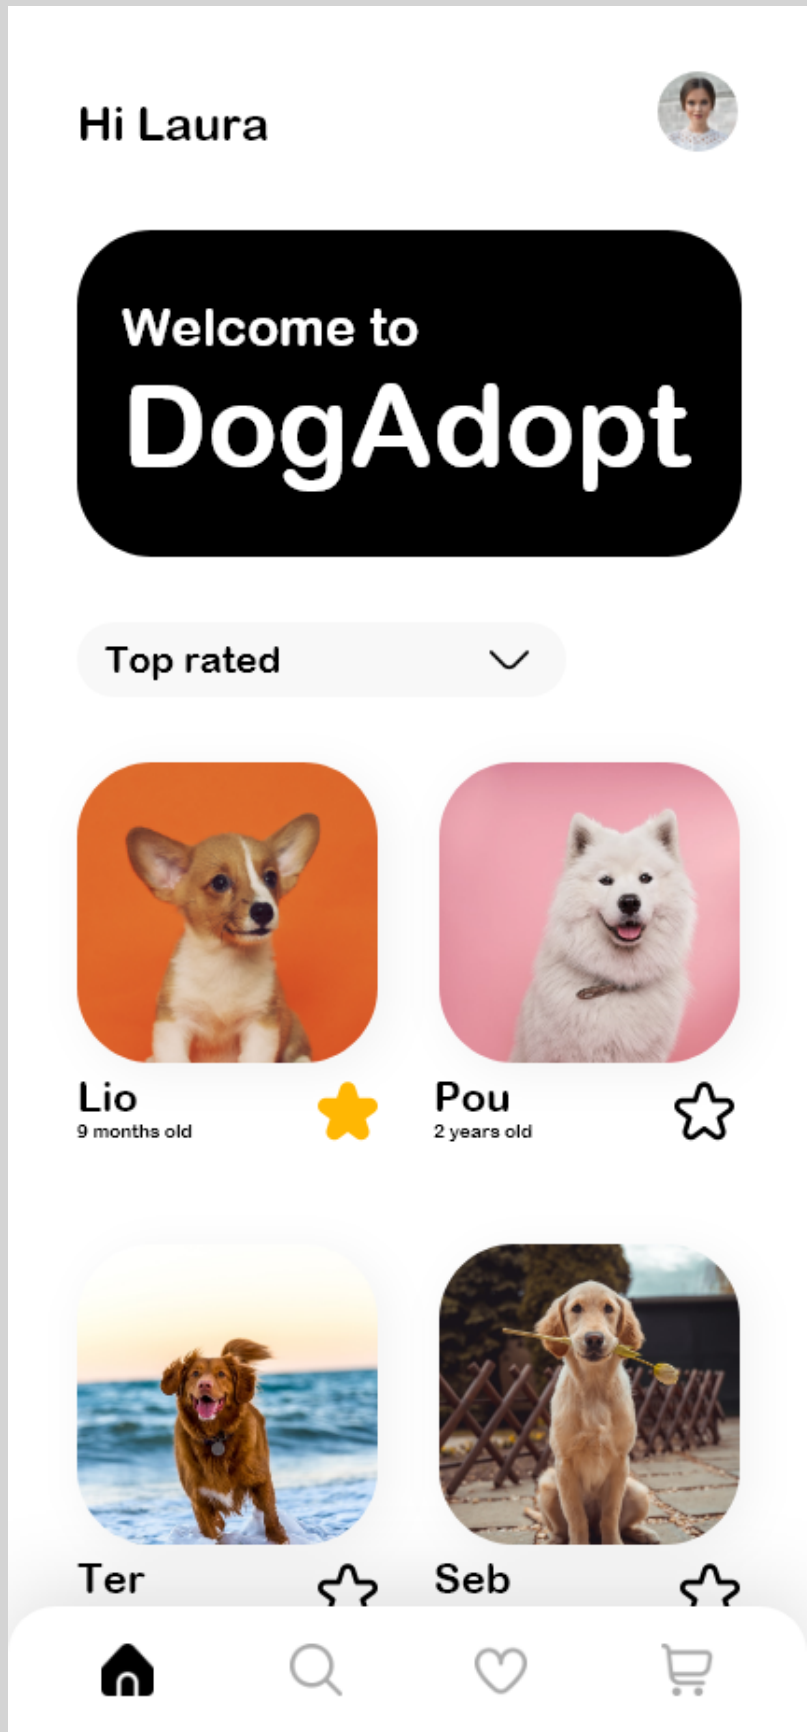 Hi Laura
Welcome to
DogAdopt
Top rated
Lio
9 months old
Pou
2 years old
Ter
Seb